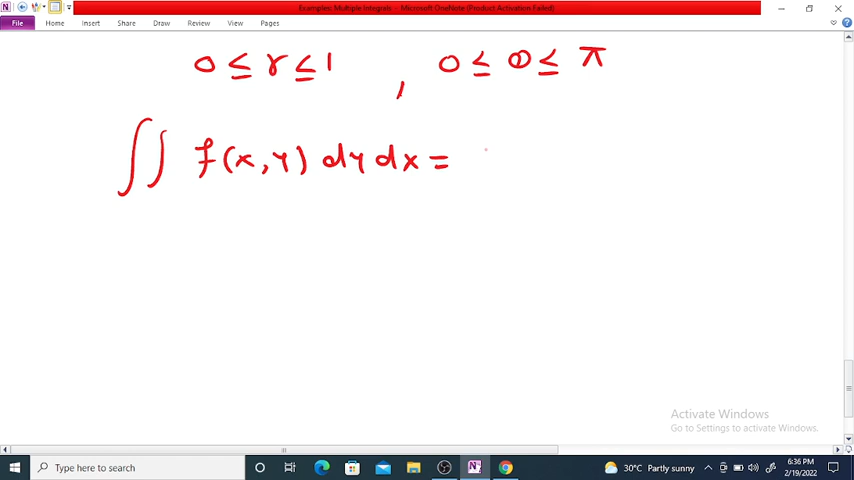 Examples: Multiple Integrals - Microsoft OneNote (Product Activation Failed)
File Home Insert Share Draw Review View Pages
0 ≤ r ≤ 1 , 0 ≤ θ ≤ π
∬ f(x,y) dy dx =
Activate Windows
Go to Settings to activate Windows.
Type here to search
30°C Partly sunny
6:36 PM
2/19/2022